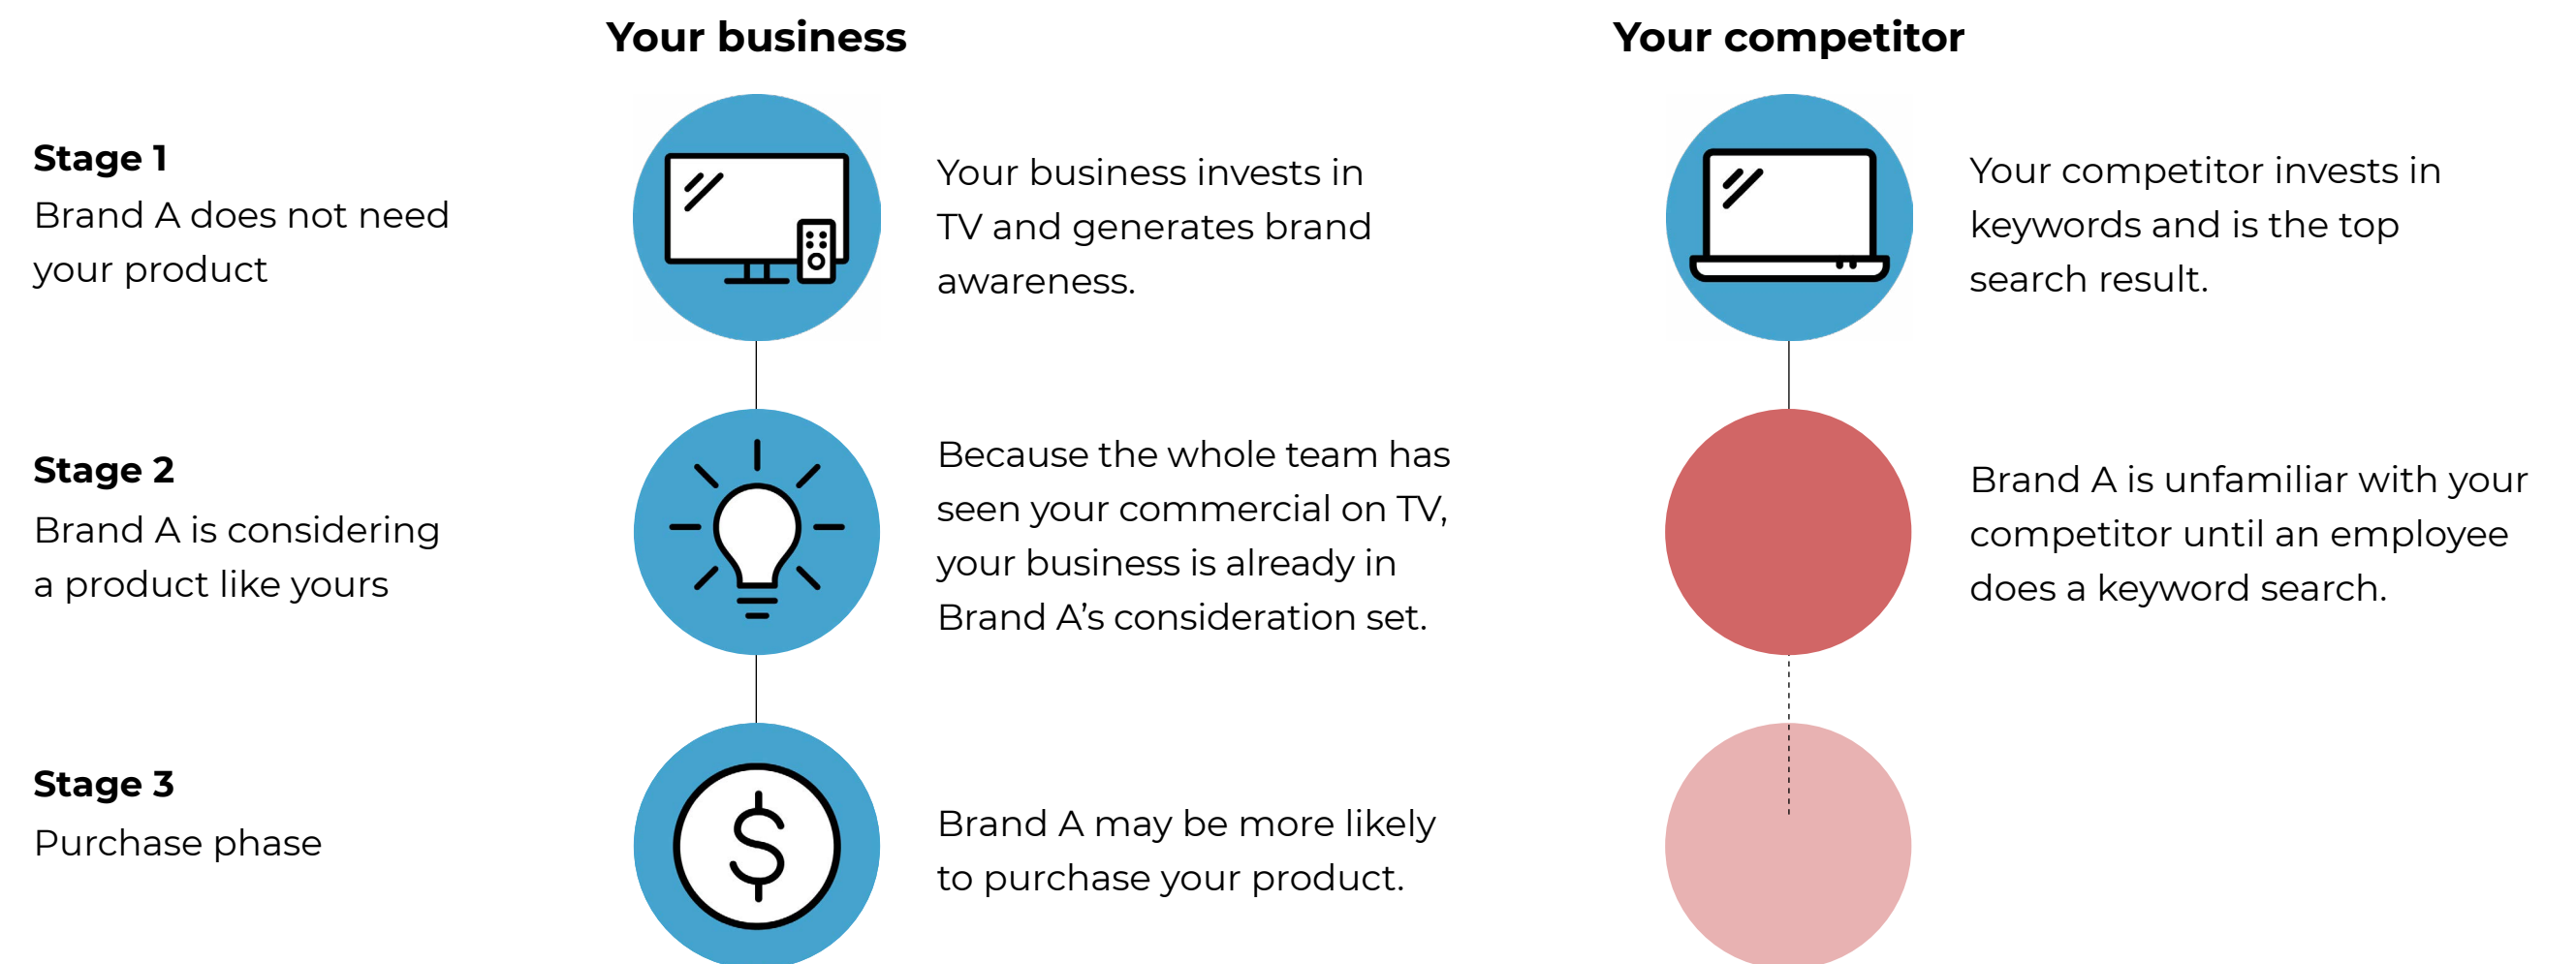 Your business
Your competitor
Stage 1
Brand A does not need
your product
Your business invests in
TV and generates brand
awareness.
Your competitor invests in
keywords and is the top
search result.
Stage 2
Brand A is considering
a product like yours
Because the whole team has
seen your commercial on TV,
your business is already in
Brand A’s consideration set.
Brand A is unfamiliar with your
competitor until an employee
does a keyword search.
Stage 3
Purchase phase
$
Brand A may be more likely
to purchase your product.